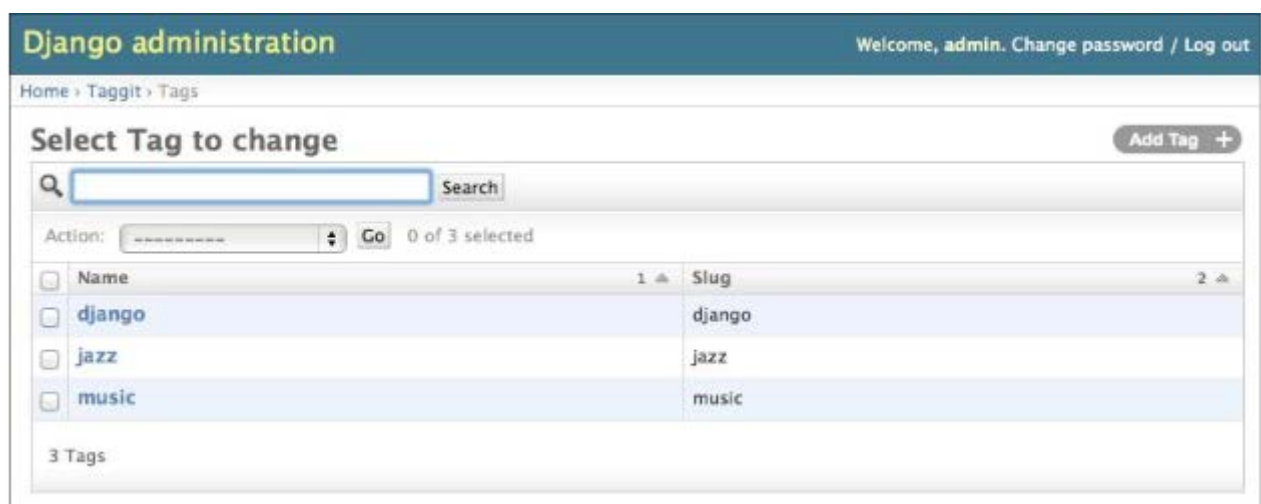 Django administration
Welcome, admin. Change password / Log out
Home › Taggit › Tags
Select Tag to change
Add Tag +
Search
Action: --------- Go 0 of 3 selected
Name 1 Slug 2
django django
jazz jazz
music music
3 Tags